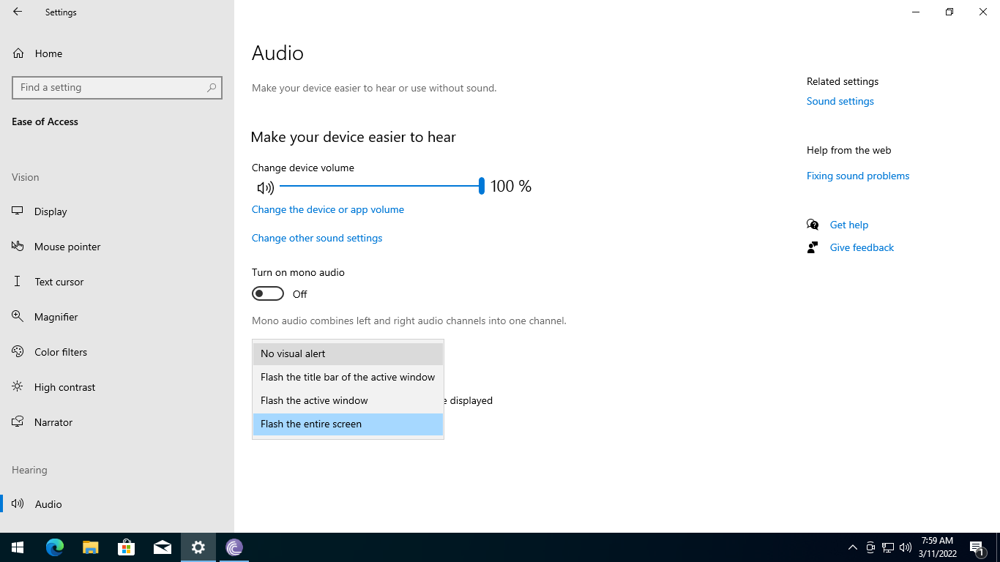 Settings
Home
Find a setting
Ease of Access
Vision
Display
Mouse pointer
Text cursor
Magnifier
Color filters
High contrast
Narrator
Hearing
Audio
Audio
Make your device easier to hear or use without sound.
Make your device easier to hear
Change device volume
100 %
Change the device or app volume
Change other sound settings
Turn on mono audio
Off
Mono audio combines left and right audio channels into one channel.
No visual alert
Flash the title bar of the active window
Flash the active window
displayed
Flash the entire screen
Related settings
Sound settings
Help from the web
Fixing sound problems
Get help
Give feedback
7:59 AM
3/11/2022
1